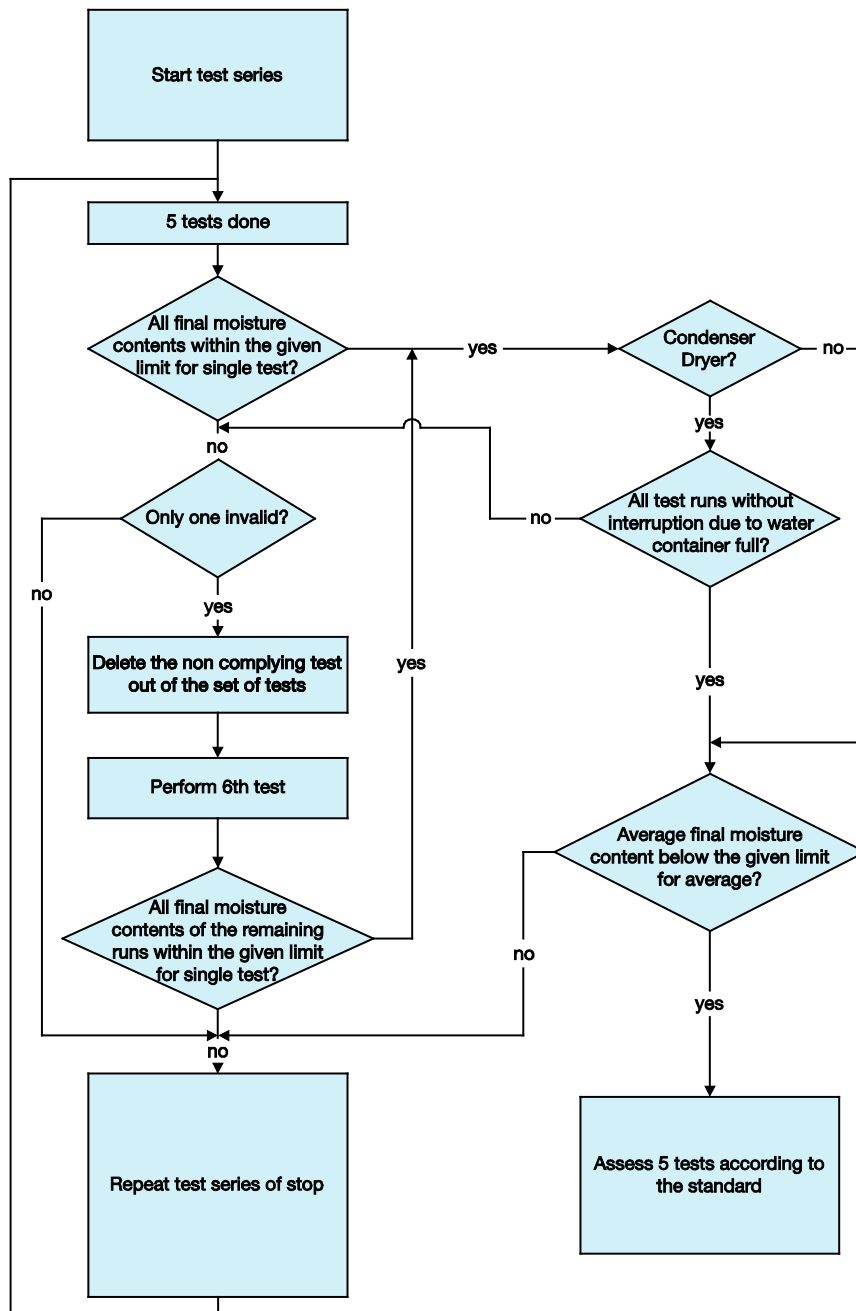 Start test series
5 tests done
All final moisture
contents within the given
limit for single test?
yes
Condenser
Dryer?
no
no
yes
Only one invalid?
no
All test runs without
interruption due to water
container full?
no
yes
Delete the non complying test
out of the set of tests
yes
yes
Perform 6th test
Average final moisture
content below the given limit
for average?
All final moisture
contents of the remaining
runs within the given limit
for single test?
no
yes
no
Repeat test series of stop
Assess 5 tests according to
the standard